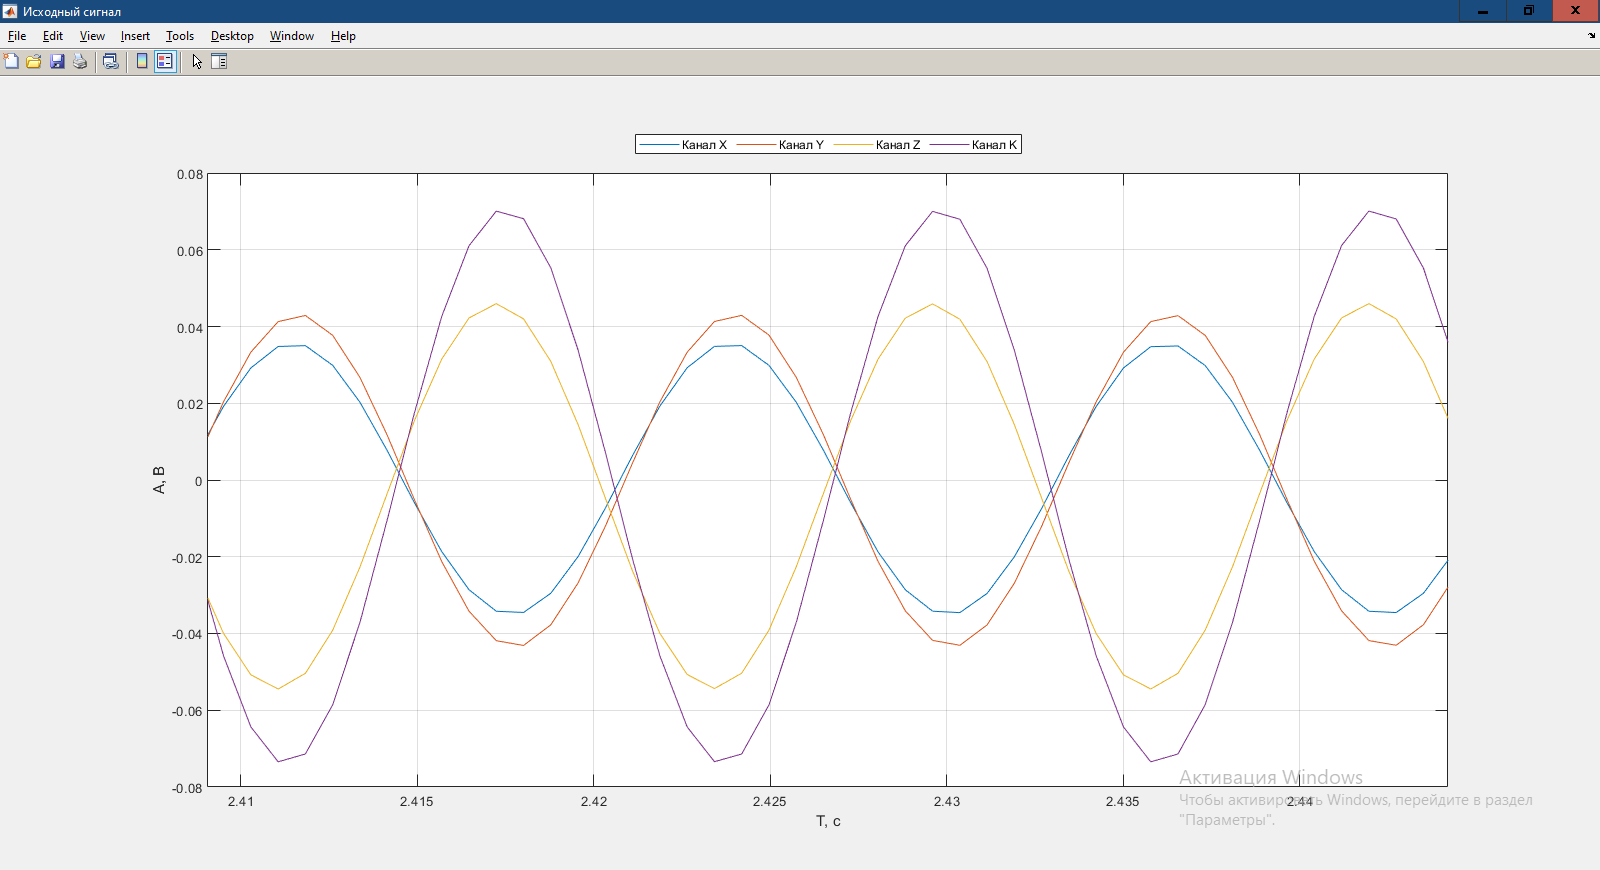 Исходный сигнал
File Edit View Insert Tools Desktop Window Help
Канал X Канал Y Канал Z Канал K
0.08
0.06
0.04
0.02
0
-0.02
-0.04
-0.06
-0.08
А, В
2.41 2.415 2.42 2.425 2.43 2.435 2.44
Т, с
Активация Windows
Чтобы активировать Windows, перейдите в раздел
"Параметры".